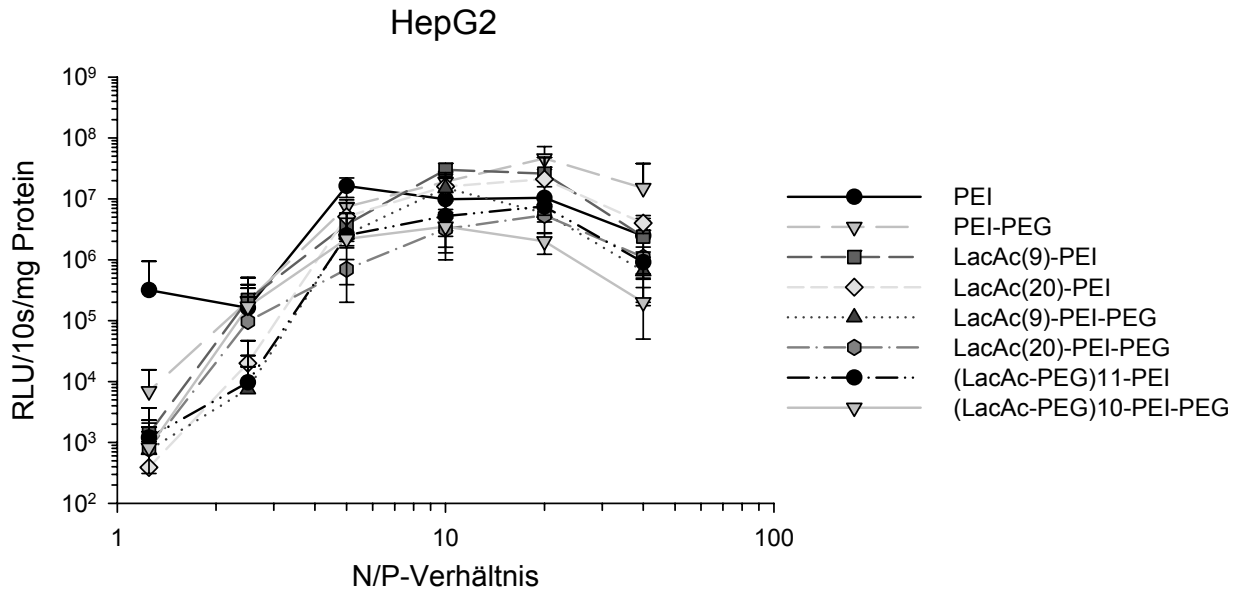 HepG2
RLU/10s/mg Protein
10⁹
10⁸
10⁷
10⁶
10⁵
10⁴
10³
10²
1
10
100
N/P-Verhältnis
PEI
PEI-PEG
LacAc(9)-PEI
LacAc(20)-PEI
LacAc(9)-PEI-PEG
LacAc(20)-PEI-PEG
(LacAc-PEG)11-PEI
(LacAc-PEG)10-PEI-PEG